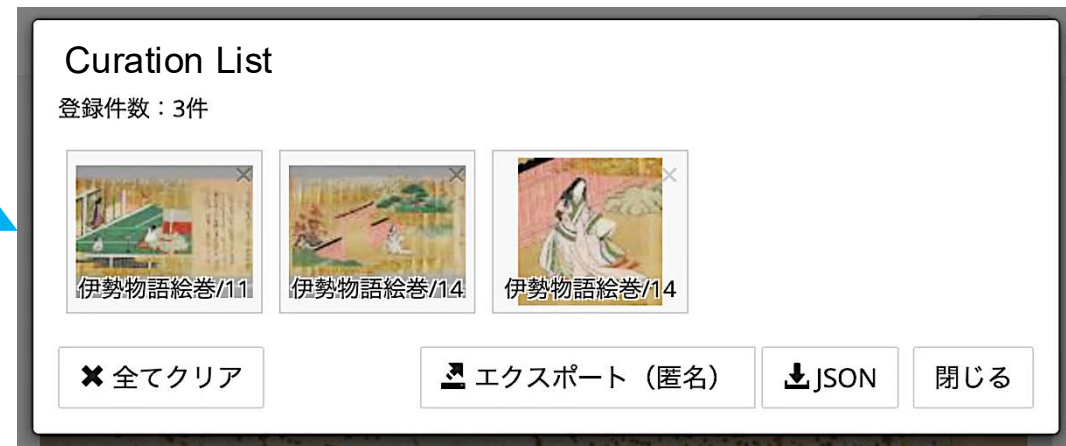 Curation List
登録件数：3件
伊勢物語絵巻/11
伊勢物語絵巻/14
伊勢物語絵巻/14
全てクリア
エクスポート（匿名）
JSON
閉じる